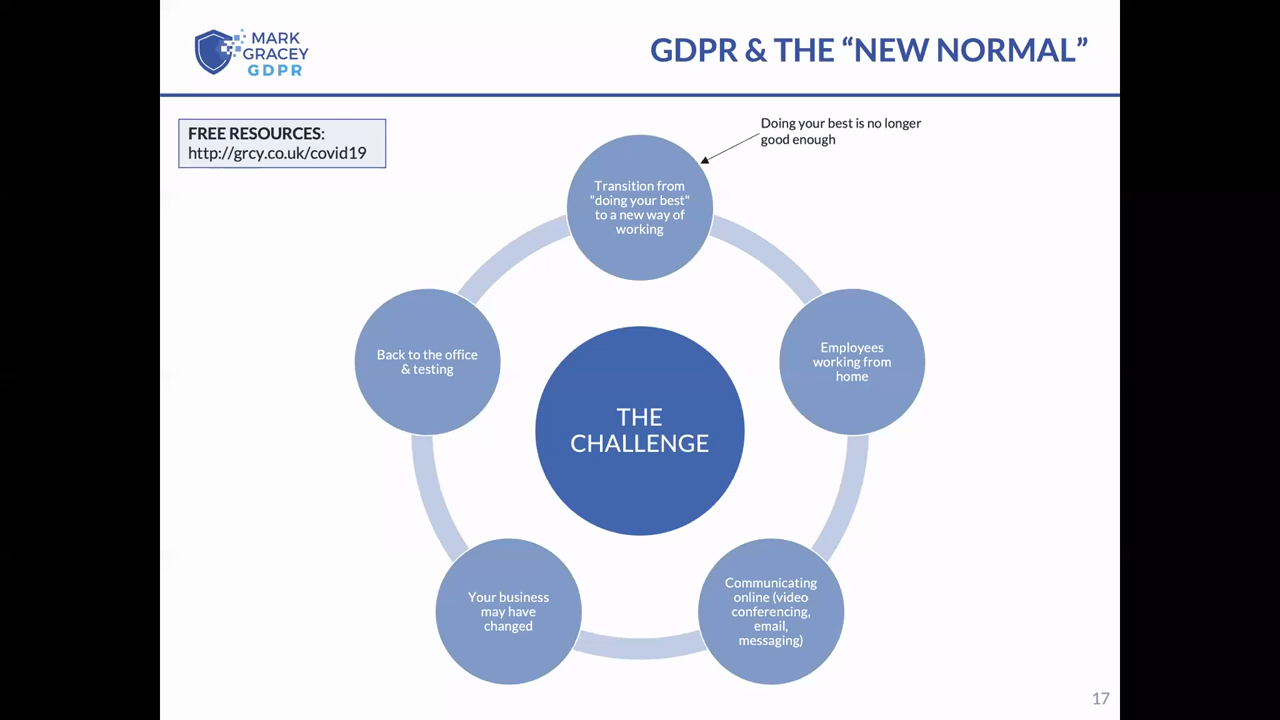 MARK
GRACEY
GDPR
GDPR & THE “NEW NORMAL”
FREE RESOURCES:
http://grcy.co.uk/covid19
Doing your best is no longer
good enough
Transition from
"doing your best"
to a new way of
working
Employees
working from
home
Communicating
online (video
conferencing,
email,
messaging)
Your business
may have
changed
Back to the office
& testing
THE
CHALLENGE
17